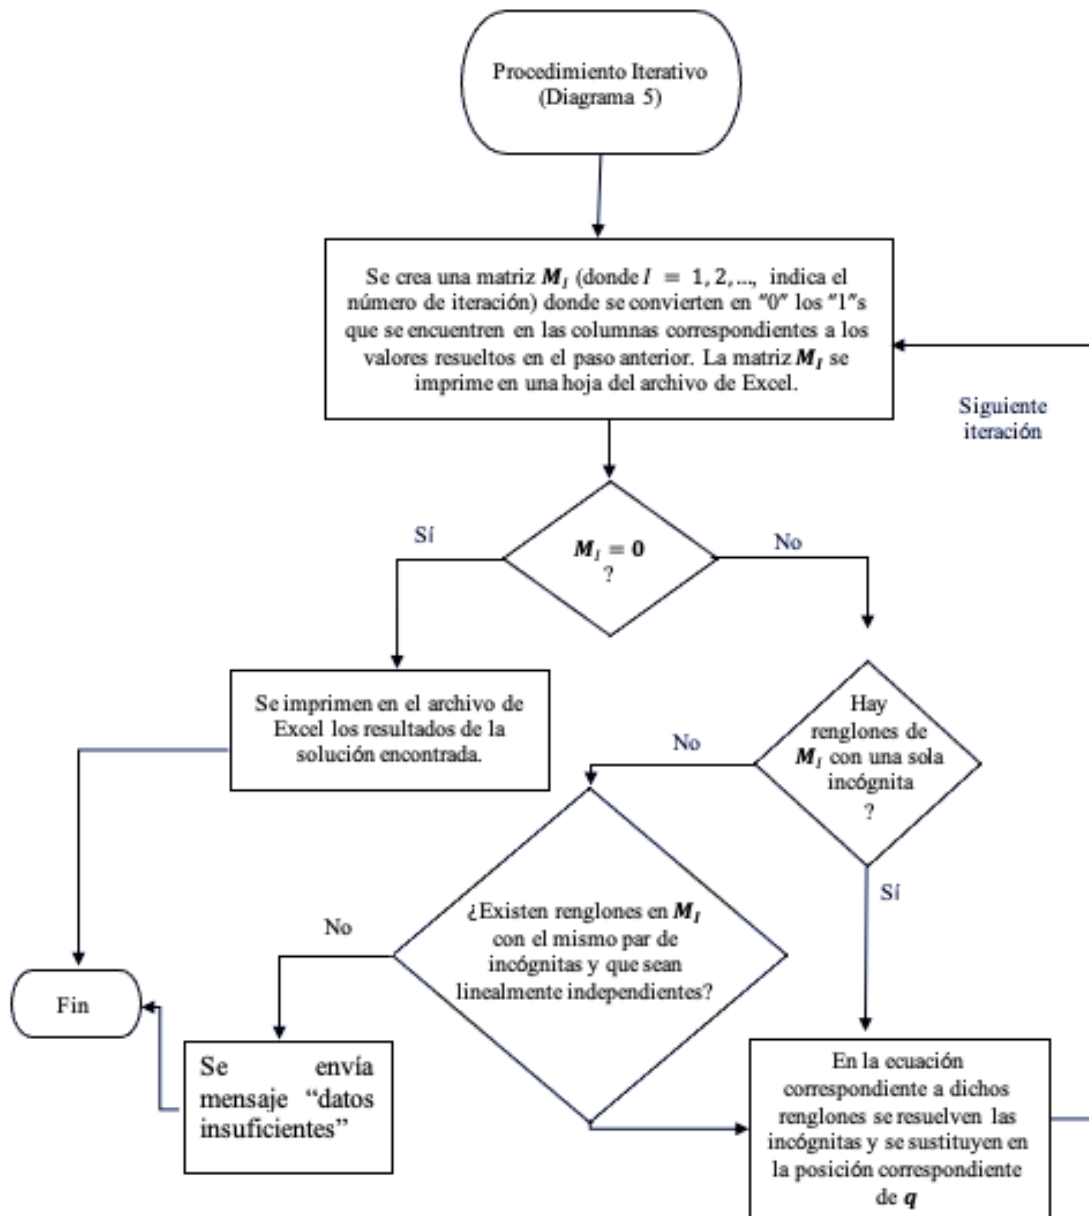 Procedimiento Iterativo
(Diagrama 5)
Se crea una matriz M_I (donde I = 1, 2, ..., indica el
número de iteración) donde se convierten en "0" los "1"s
que se encuentren en las columnas correspondientes a los
valores resueltos en el paso anterior. La matriz M_I se
imprime en una hoja del archivo de Excel.
Siguiente
iteración
Sí
M_I = 0
?
No
Se imprimen en el archivo de
Excel los resultados de la
solución encontrada.
Hay
renglones de
M_I con una sola
incógnita
?
No
Sí
¿Existen renglones en M_I
con el mismo par de
incógnitas y que sean
linealmente independientes?
No
Fin
Se envía
mensaje “datos
insuficientes”
En la ecuación
correspondiente a dichos
renglones se resuelven las
incógnitas y se sustituyen en
la posición correspondiente
de q